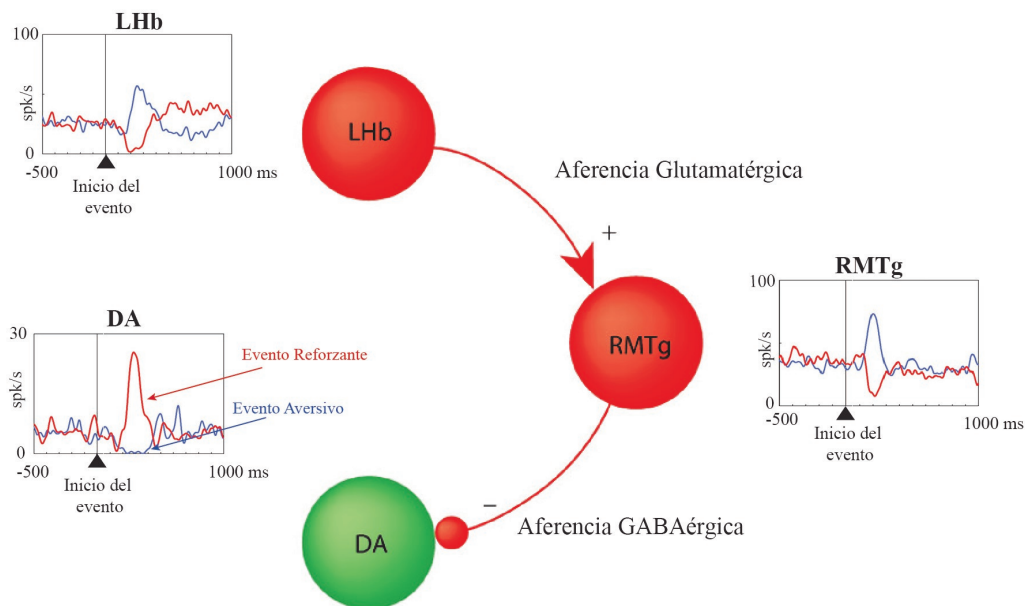 LHb
100
spk/s
0
-500
1000 ms
Inicio del
evento
LHb
Aferencia Glutamatérgica
+
RMTg
RMTg
100
spk/s
0
-500
1000 ms
Inicio del
evento
DA
30
spk/s
0
-500
1000 ms
Evento Reforzante
Evento Aversivo
Inicio del
evento
–
Aferencia GABAérgica
DA